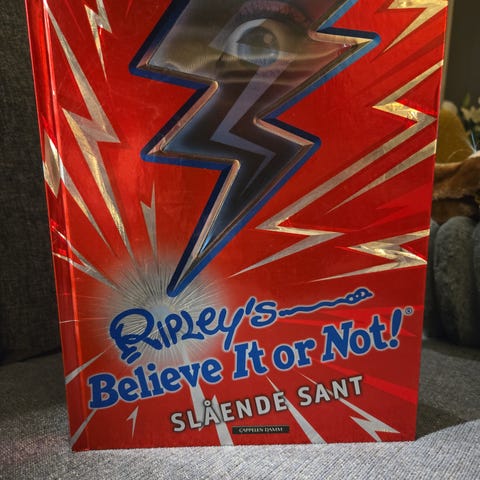 RIPLEY'S
Believe It or Not!®
SLÅENDE SANT
CAPPELEN DAMM